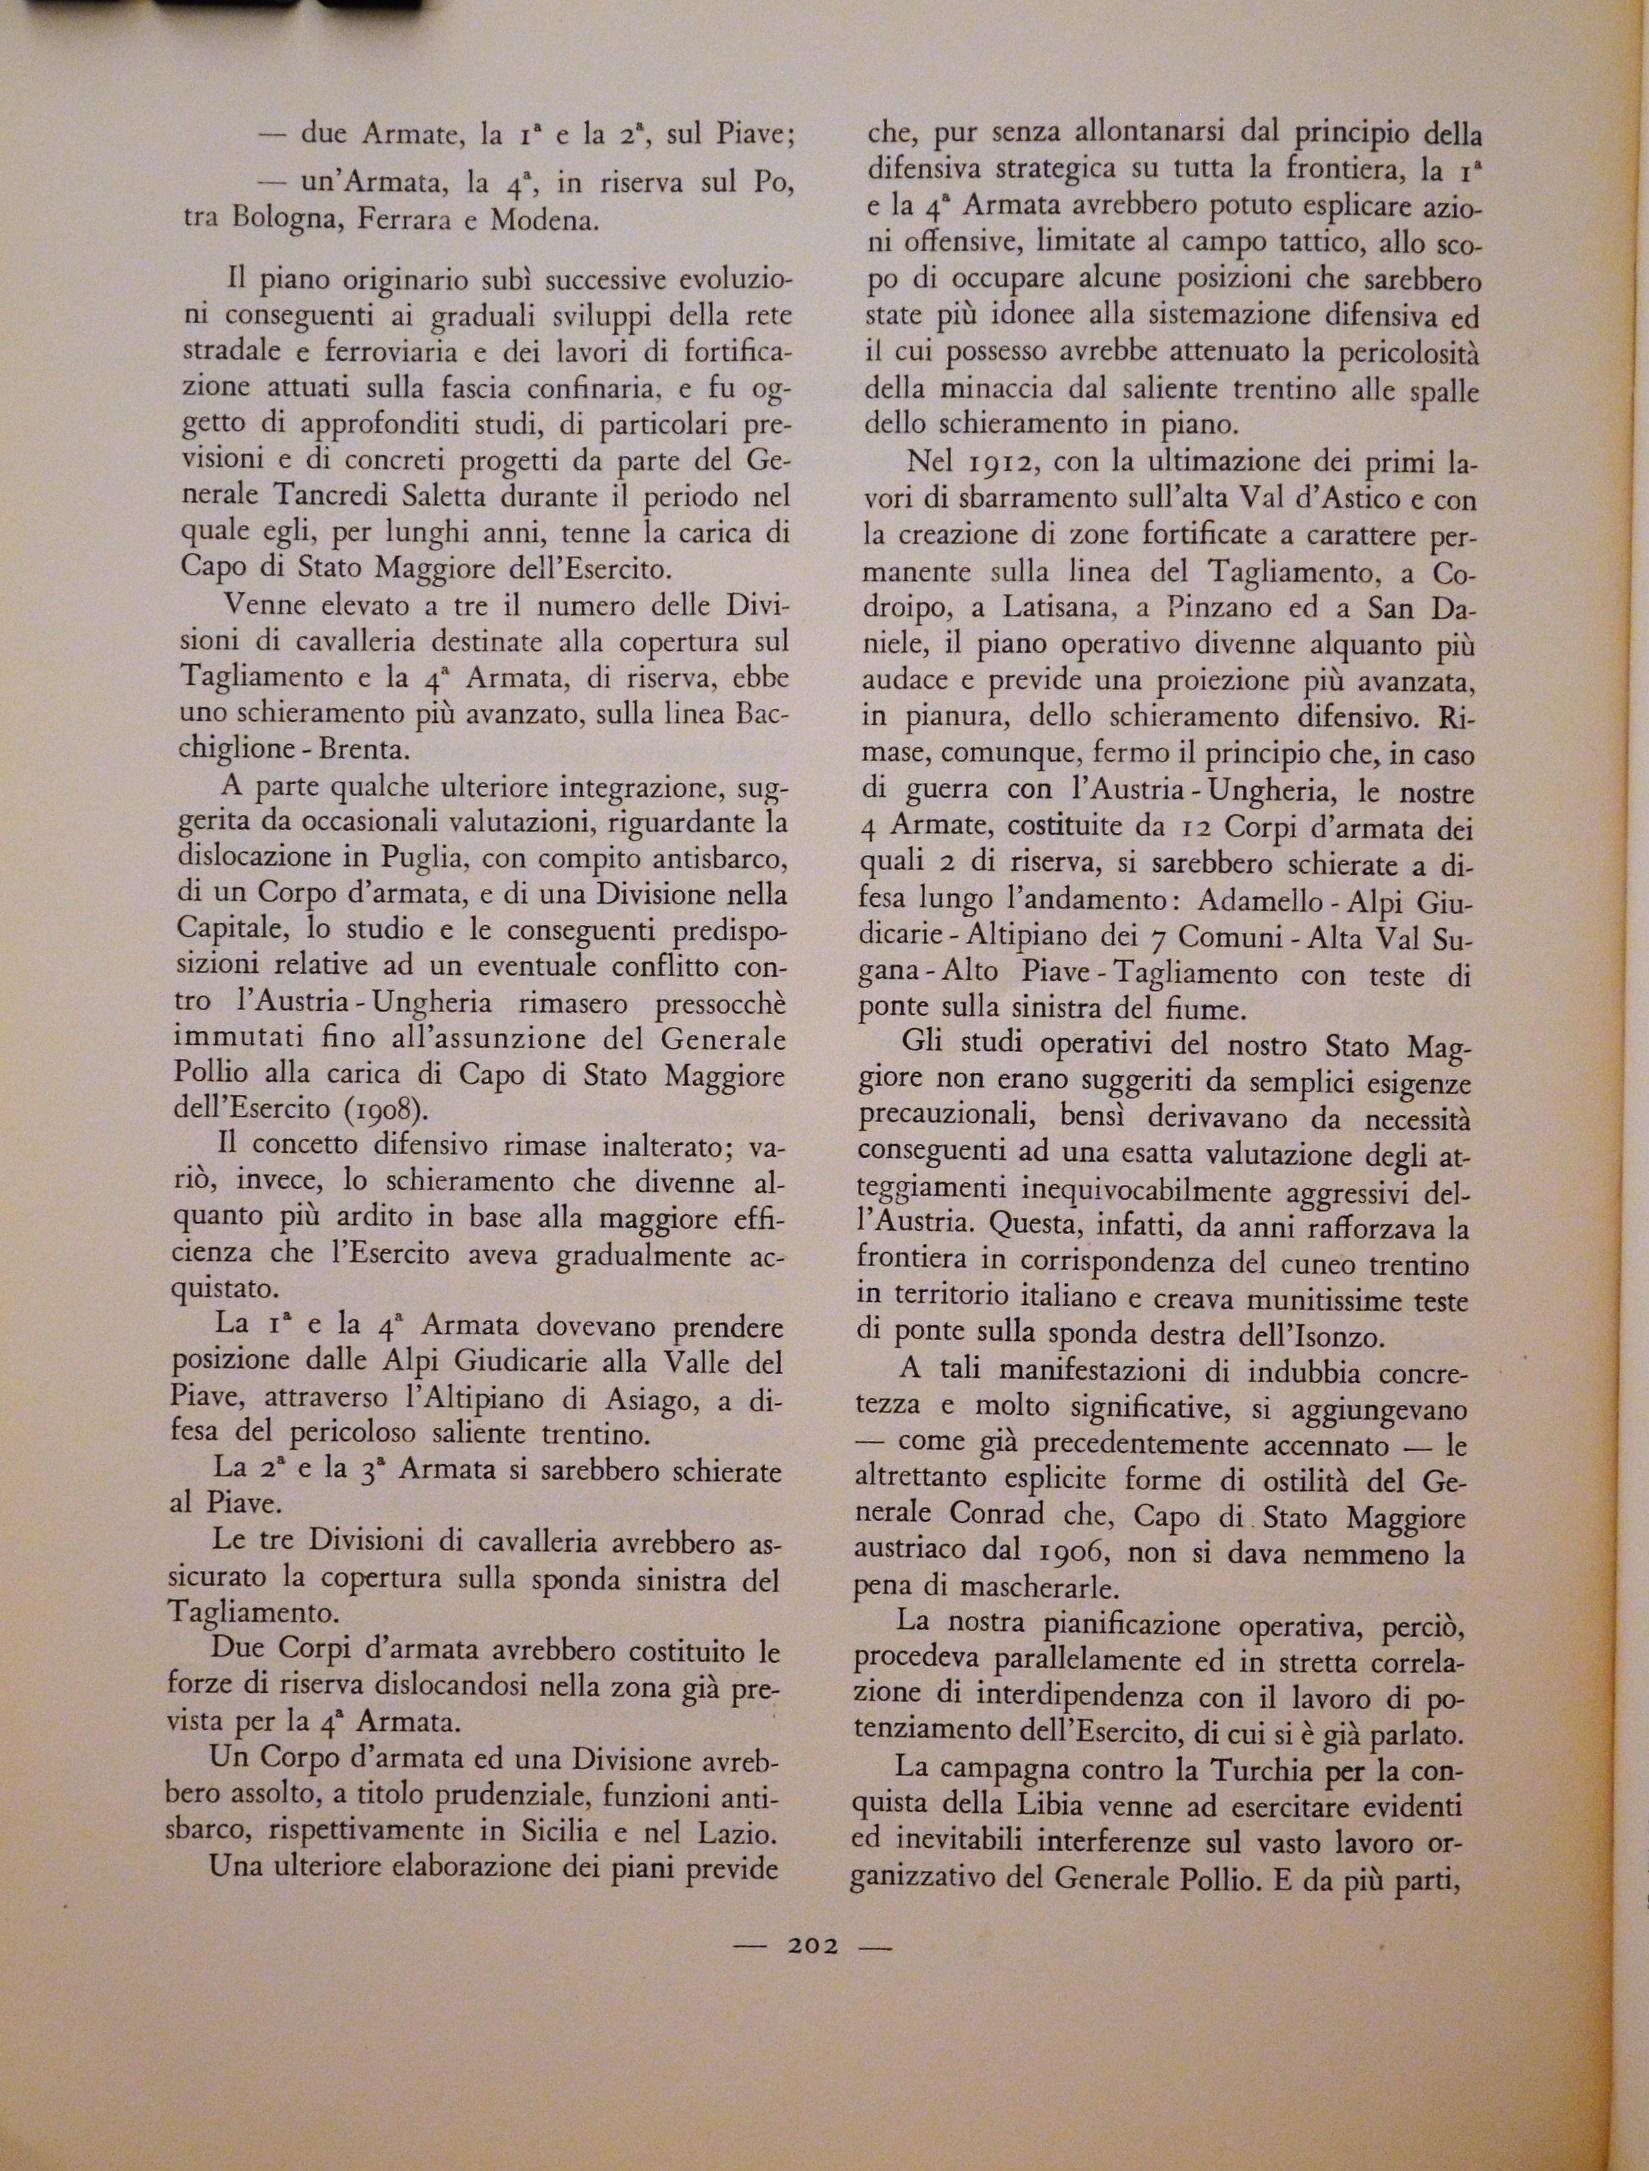 — due Armate, la 1ª e la 2ª, sul Piave;
— un'Armata, la 4ª, in riserva sul Po,
tra Bologna, Ferrara e Modena.
Il piano originario subì successive evoluzio-
ni conseguenti ai graduali sviluppi della rete
stradale e ferroviaria e dei lavori di fortifica-
zione attuati sulla fascia confinaria, e fu og-
getto di approfonditi studi, di particolari pre-
visioni e di concreti progetti da parte del Ge-
nerale Tancredi Saletta durante il periodo nel
quale egli, per lunghi anni, tenne la carica di
Capo di Stato Maggiore dell'Esercito.
Venne elevato a tre il numero delle Divi-
sioni di cavalleria destinate alla copertura sul
Tagliamento e la 4ª Armata, di riserva, ebbe
uno schieramento più avanzato, sulla linea Bac-
chiglione - Brenta.
A parte qualche ulteriore integrazione, sug-
gerita da occasionali valutazioni, riguardante la
dislocazione in Puglia, con compito antisbarco,
di un Corpo d'armata, e di una Divisione nella
Capitale, lo studio e le conseguenti predispo-
sizioni relative ad un eventuale conflitto con-
tro l'Austria - Ungheria rimasero pressocchè
immutati fino all'assunzione del Generale
Pollio alla carica di Capo di Stato Maggiore
dell'Esercito (1908).
Il concetto difensivo rimase inalterato; va-
riò, invece, lo schieramento che divenne al-
quanto più ardito in base alla maggiore effi-
cienza che l'Esercito aveva gradualmente ac-
quistato.
La 1ª e la 4ª Armata dovevano prendere
posizione dalle Alpi Giudicarie alla Valle del
Piave, attraverso l'Altipiano di Asiago, a di-
fesa del pericoloso saliente trentino.
La 2ª e la 3ª Armata si sarebbero schierate
al Piave.
Le tre Divisioni di cavalleria avrebbero as-
sicurato la copertura sulla sponda sinistra del
Tagliamento.
Due Corpi d'armata avrebbero costituito le
forze di riserva dislocandosi nella zona già pre-
vista per la 4ª Armata.
Un Corpo d'armata ed una Divisione avreb-
bero assolto, a titolo prudenziale, funzioni anti-
sbarco, rispettivamente in Sicilia e nel Lazio.
Una ulteriore elaborazione dei piani previde
che, pur senza allontanarsi dal principio della
difensiva strategica su tutta la frontiera, la 1ª
e la 4ª Armata avrebbero potuto esplicare azio-
ni offensive, limitate al campo tattico, allo sco-
po di occupare alcune posizioni che sarebbero
state più idonee alla sistemazione difensiva ed
il cui possesso avrebbe attenuato la pericolosità
della minaccia dal saliente trentino alle spalle
dello schieramento in piano.
Nel 1912, con la ultimazione dei primi la-
vori di sbarramento sull'alta Val d'Astico e con
la creazione di zone fortificate a carattere per-
manente sulla linea del Tagliamento, a Co-
droipo, a Latisana, a Pinzano ed a San Da-
niele, il piano operativo divenne alquanto più
audace e previde una proiezione più avanzata,
in pianura, dello schieramento difensivo. Ri-
mase, comunque, fermo il principio che, in caso
di guerra con l'Austria - Ungheria, le nostre
4 Armate, costituite da 12 Corpi d'armata dei
quali 2 di riserva, si sarebbero schierate a di-
fesa lungo l'andamento: Adamello - Alpi Giu-
dicarie - Altipiano dei 7 Comuni - Alta Val Su-
gana - Alto Piave - Tagliamento con teste di
ponte sulla sinistra del fiume.
Gli studi operativi del nostro Stato Mag-
giore non erano suggeriti da semplici esigenze
precauzionali, bensì derivavano da necessità
conseguenti ad una esatta valutazione degli at-
teggiamenti inequivocabilmente aggressivi del-
l'Austria. Questa, infatti, da anni rafforzava la
frontiera in corrispondenza del cuneo trentino
in territorio italiano e creava munitissime teste
di ponte sulla sponda destra dell'Isonzo.
A tali manifestazioni di indubbia concre-
tezza e molto significative, si aggiungevano
— come già precedentemente accennato — le
altrettanto esplicite forme di ostilità del Ge-
nerale Conrad che, Capo di Stato Maggiore
austriaco dal 1906, non si dava nemmeno la
pena di mascherarle.
La nostra pianificazione operativa, perciò,
procedeva parallelamente ed in stretta correla-
zione di interdipendenza con il lavoro di po-
tenziamento dell'Esercito, di cui si è già parlato.
La campagna contro la Turchia per la con-
quista della Libia venne ad esercitare evidenti
ed inevitabili interferenze sul vasto lavoro or-
ganizzativo del Generale Pollio. E da più parti,
— 202 —